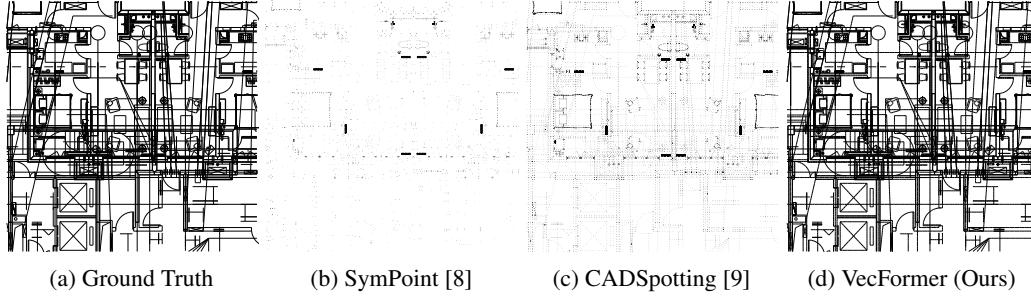 (a) Ground Truth
(b) SymPoint [8]
(c) CADSpotting [9]
(d) VecFormer (Ours)